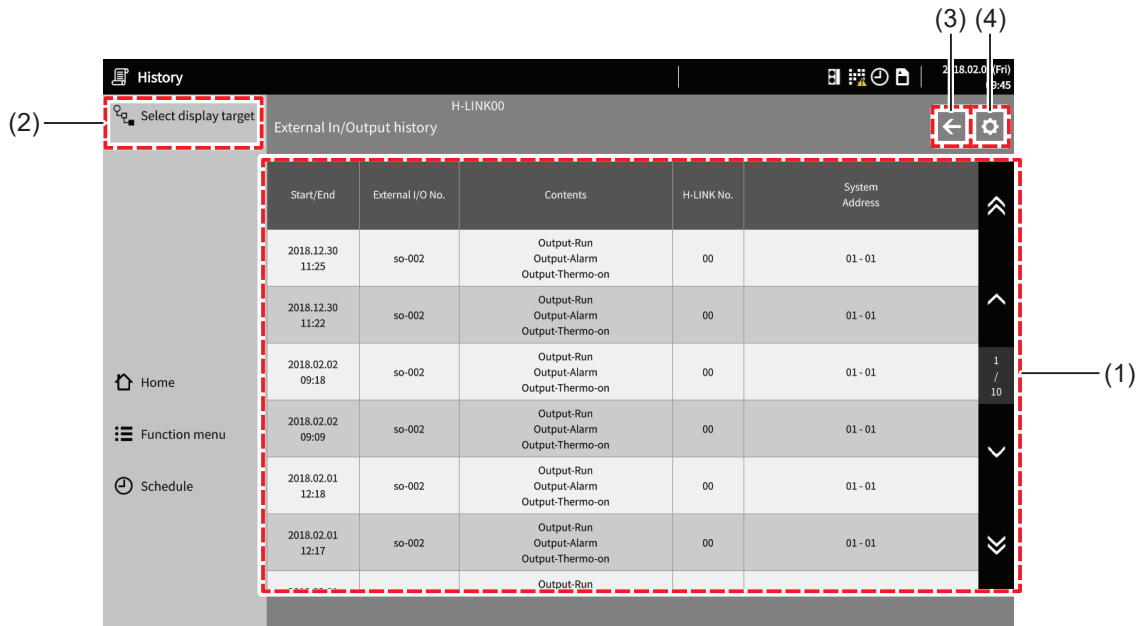 (3) (4)
History
2018.02.0 (Fri)
09:45
(2)
Select display target
H-LINK00
External In/Output history
Start/End
External I/O No.
Contents
H-LINK No.
System
Address
2018.12.30
11:25
so-002
Output-Run
Output-Alarm
Output-Thermo-on
00
01 - 01
2018.12.30
11:22
so-002
Output-Run
Output-Alarm
Output-Thermo-on
00
01 - 01
2018.02.02
09:18
so-002
Output-Run
Output-Alarm
Output-Thermo-on
00
01 - 01
2018.02.02
09:09
so-002
Output-Run
Output-Alarm
Output-Thermo-on
00
01 - 01
2018.02.01
12:18
so-002
Output-Run
Output-Alarm
Output-Thermo-on
00
01 - 01
2018.02.01
12:17
so-002
Output-Run
Output-Alarm
Output-Thermo-on
00
01 - 01
Output-Run
1
/
10
(1)
Home
Function menu
Schedule